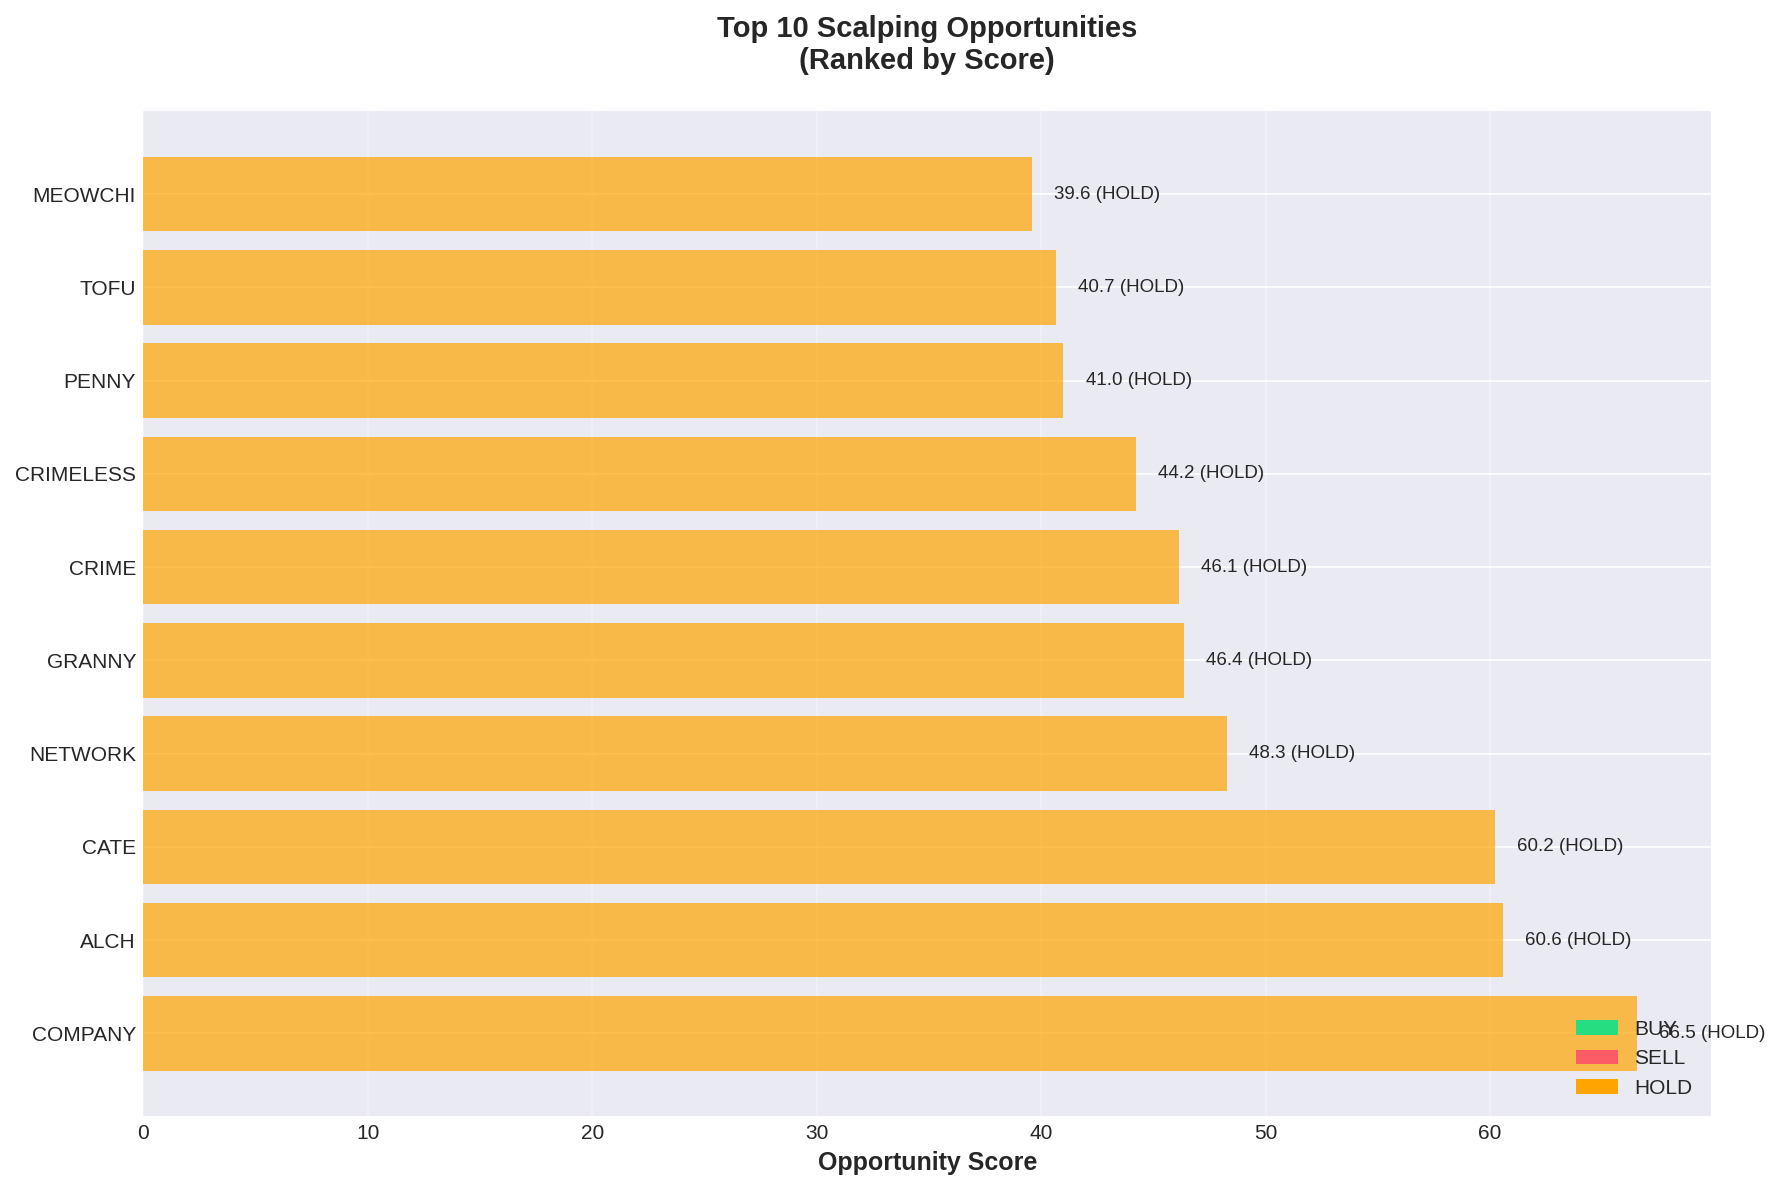 Top 10 Scalping Opportunities
(Ranked by Score)
MEOWCHI
39.6 (HOLD)
TOFU
40.7 (HOLD)
PENNY
41.0 (HOLD)
CRIMELESS
44.2 (HOLD)
CRIME
46.1 (HOLD)
GRANNY
46.4 (HOLD)
NETWORK
48.3 (HOLD)
CATE
60.2 (HOLD)
ALCH
60.6 (HOLD)
COMPANY
66.5 (HOLD)
BUY
SELL
HOLD
0 10 20 30 40 50 60
Opportunity Score